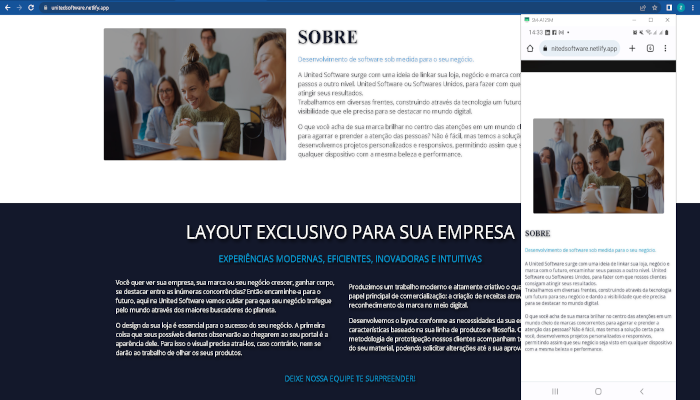 unitedsoftware.netlify.app
SOBRE
Desenvolvimento de software sob medida para o seu negócio.
A United Software surge com uma ideia de linkar sua loja, negócio e marca com
passos a outro nível. United Software ou Softwares Unidos, para fazer com que
atingir seus resultados.
Trabalhamos em diversas frentes, construindo através da tecnologia um futuro
visibilidade que ele precisa para se destacar no mundo digital.
O que você acha de sua marca brilhar no centro das atenções em um mundo
para agarrar e prender a atenção das pessoas? Não é fácil, mas temos a solução
desenvolvemos projetos personalizados e responsivos, permitindo assim que
qualquer dispositivo com a mesma beleza e performance.
LAYOUT EXCLUSIVO PARA SUA EMPRESA
EXPERIÊNCIAS MODERNAS, EFICIENTES, INOVADORAS E INTUITIVAS
Você quer ver sua empresa, sua marca ou seu negócio crescer, ganhar corpo,
se destacar entre as inúmeras concorrências? Então encaminhe-a para o
futuro, aqui na United Software vamos cuidar para que seu negócio trafegue
pelo mundo através dos maiores buscadores do planeta.
O design da sua loja é essencial para o sucesso do seu negócio. A primeira
coisa que seus possíveis clientes observarão ao chegarem ao seu portal é a
aparência dele. Para isso o visual precisa atraí-los, caso contrário, nem se
darão ao trabalho de olhar os seus produtos.
Produzimos um trabalho moderno e altamente criativo o
papel principal de comercialização: a criação de receitas
reconhecimento da marca no meio digital.
Desenvolvemos o layout conforme as necessidades da sua
características baseado na sua linha de produtos e filosofia.
metodologia de prototipação nossos clientes acompanham
do seu material, podendo solicitar alterações até a sua
DEIXE NOSSA EQUIPE TE SURPREENDER!
SM-A125M
14:33
nitedsoftware.netlify.app
SOBRE
Desenvolvimento de software sob medida para o seu negócio.
A United Software surge com uma ideia de linkar sua loja, negócio e
marca com o futuro, encaminhar seus passos a outro nível. United
Software ou Softwares Unidos, para fazer com que nossos clientes
consigam atingir seus resultados.
Trabalhamos em diversas frentes, construindo através da tecnologia
um futuro para seu negócio e dando a visibilidade que ele precisa
para se destacar no mundo digital.
O que você acha de sua marca brilhar no centro das atenções em um
mundo cheio de marcas concorrentes para agarrar e prender a
atenção das pessoas? Não é fácil, mas temos a solução certa para
você, desenvolvemos projetos personalizados e responsivos,
permitindo assim que seu negócio seja visto em qualquer dispositivo
com a mesma beleza e performance.